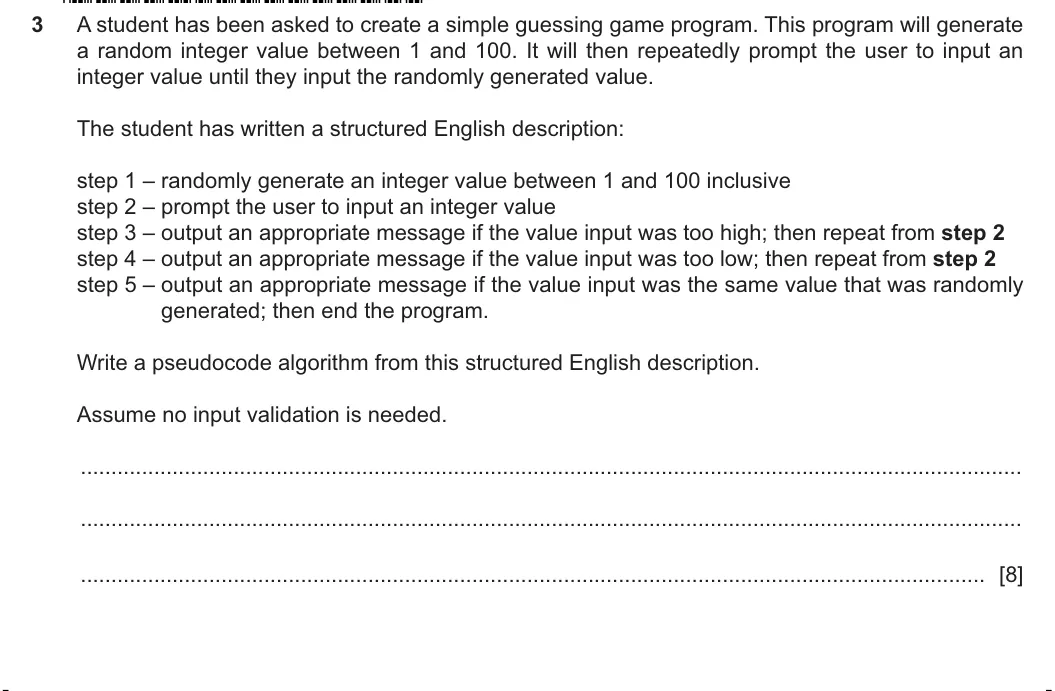 3 A student has been asked to create a simple guessing game program. This program will generate
a random integer value between 1 and 100. It will then repeatedly prompt the user to input an
integer value until they input the randomly generated value.
The student has written a structured English description:
step 1 – randomly generate an integer value between 1 and 100 inclusive
step 2 – prompt the user to input an integer value
step 3 – output an appropriate message if the value input was too high; then repeat from step 2
step 4 – output an appropriate message if the value input was too low; then repeat from step 2
step 5 – output an appropriate message if the value input was the same value that was randomly
generated; then end the program.
Write a pseudocode algorithm from this structured English description.
Assume no input validation is needed.
[8]